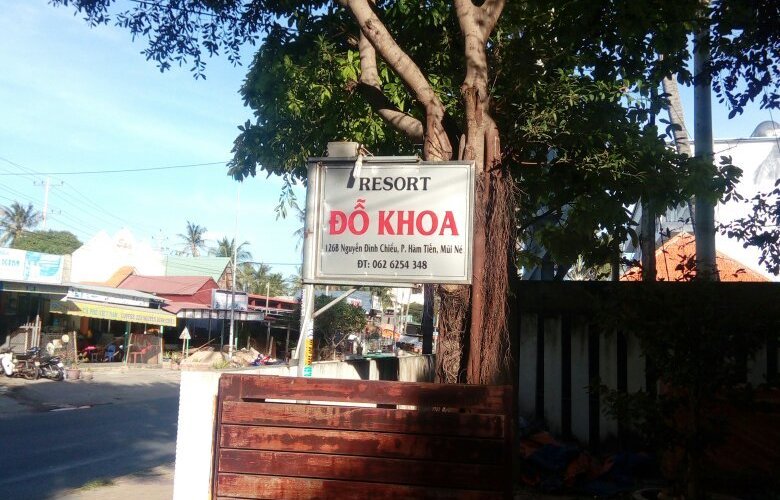 RESORT
ĐỖ KHOA
126B Nguyễn Đình Chiểu, P. Hàm Tiến, Mũi Né
ĐT: 062 6254 348